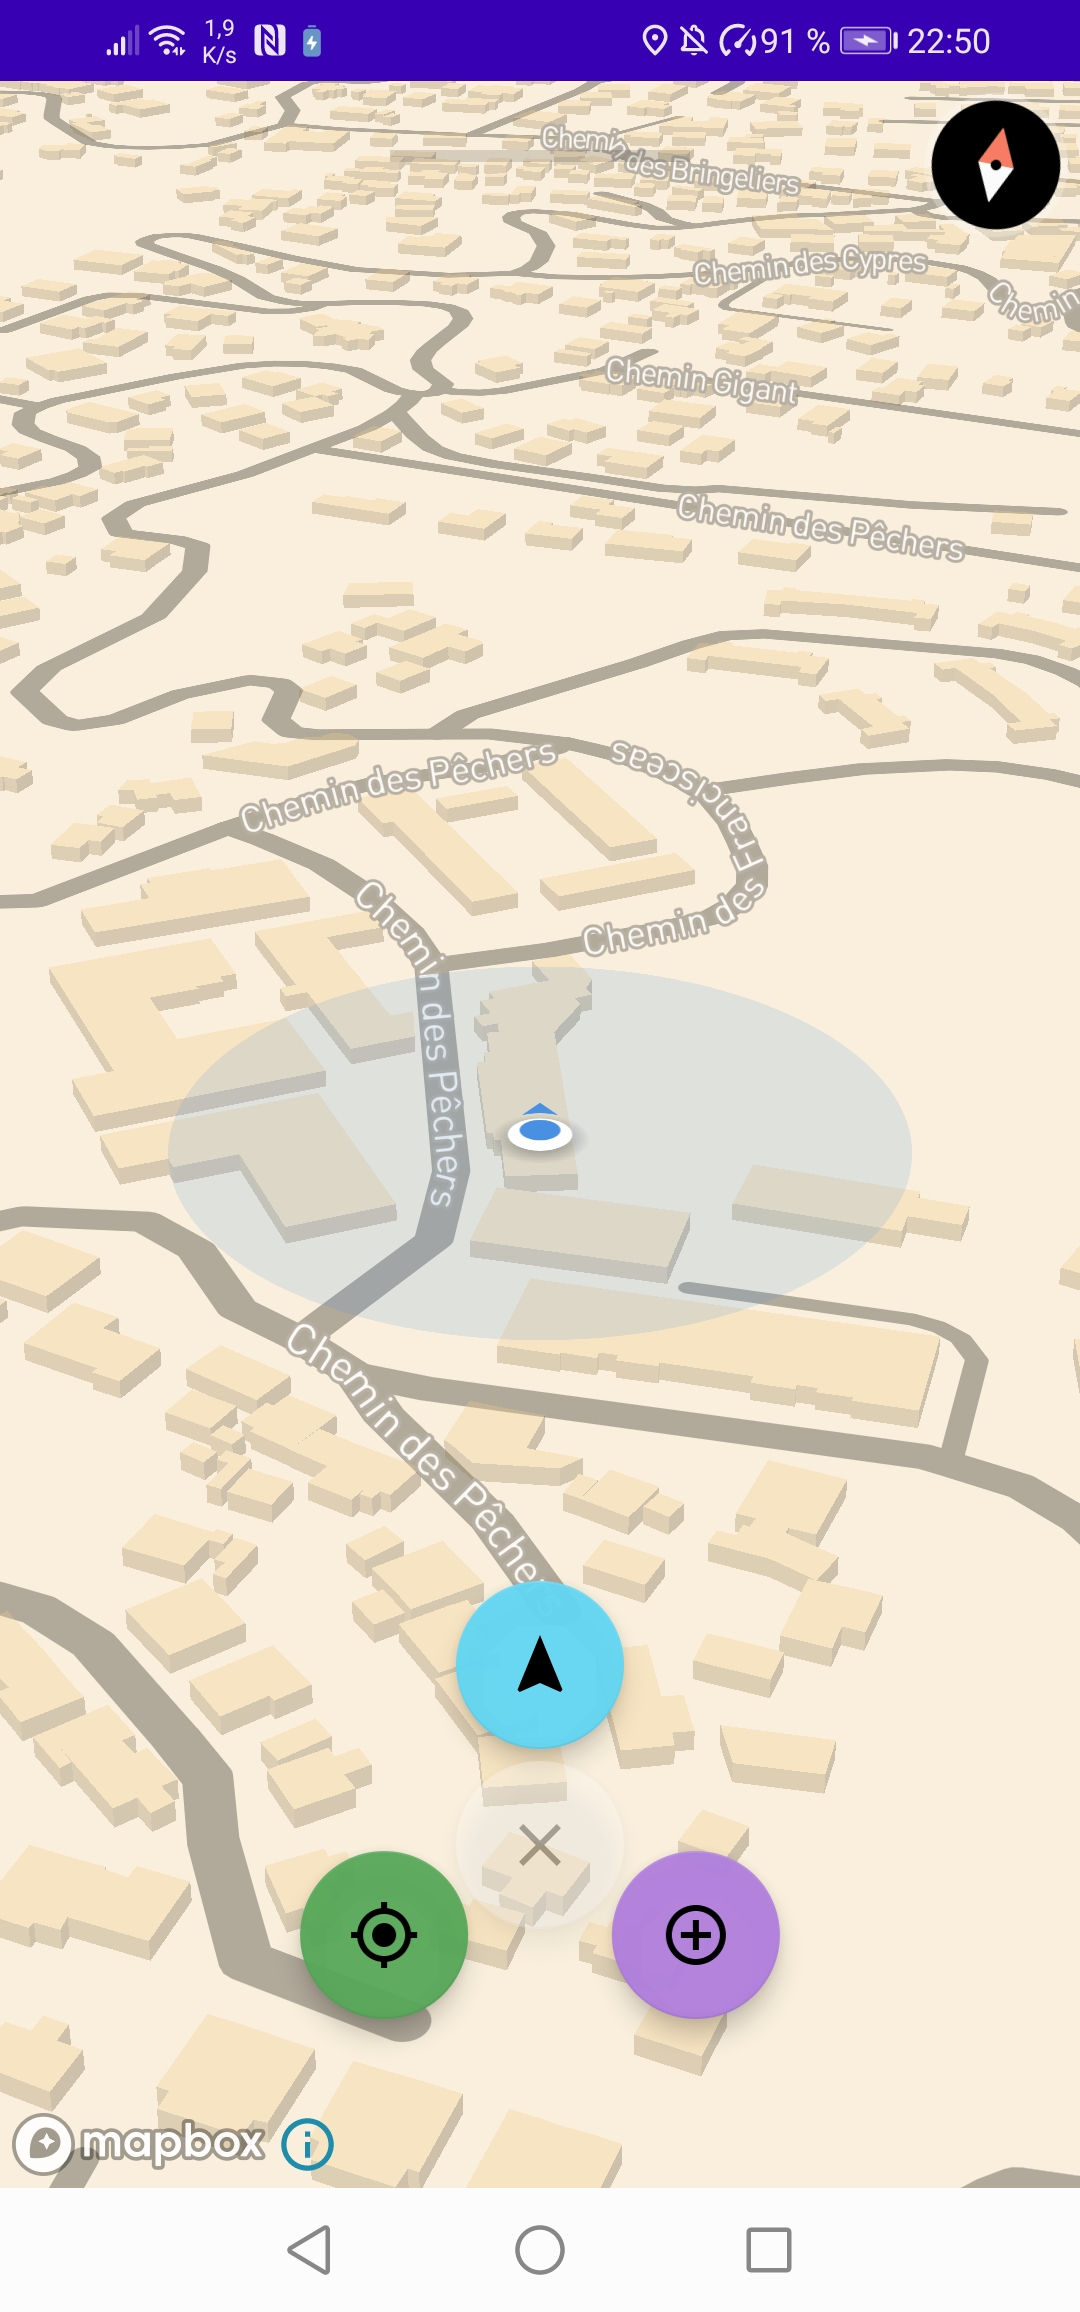 1,9
K/s
91 %
22:50
Chemin des Bringeliers
Chemin des Cypres
Chemin
Chemin Gigant
Chemin des Pêchers
Chemin des Pêchers
Chemin des Francisceas
Chemin des Pêchers
Chemin des Pêche
mapbox
i